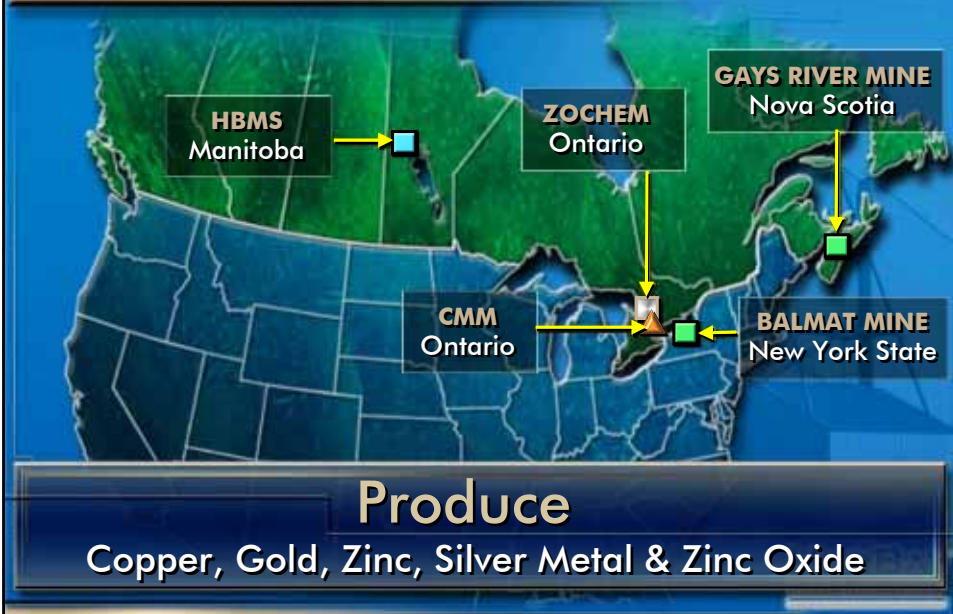 GAYS RIVER MINE
Nova Scotia
ZOCHEM
Ontario
HBMS
Manitoba
CMM
Ontario
BALMAT MINE
New York State
Produce
Copper, Gold, Zinc, Silver Metal & Zinc Oxide